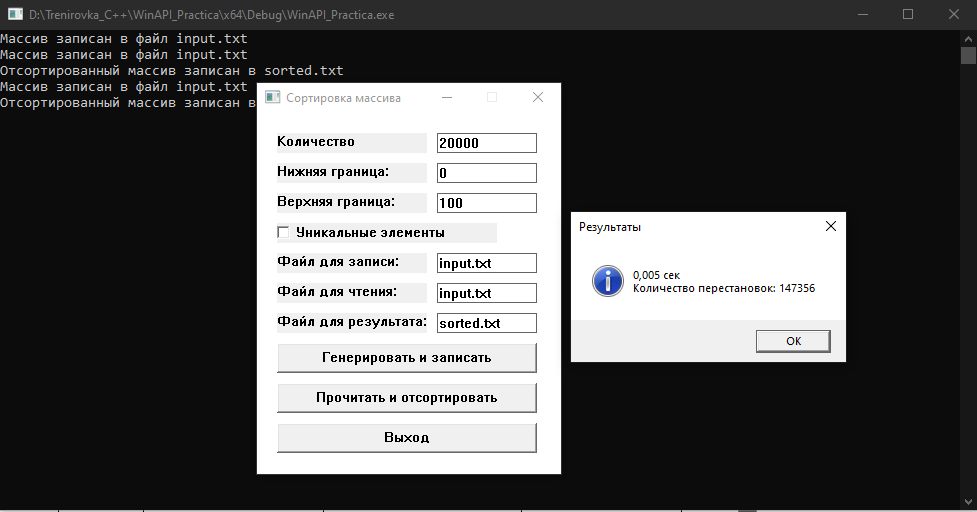 D:\Trenirovka_C++\WinAPI_Practica\x64\Debug\WinAPI_Practica.exe
Массив записан в файл input.txt
Массив записан в файл input.txt
Отсортированный массив записан в sorted.txt
Массив записан в файл input.txt
Отсортированный массив записан в
Сортировка массива
Количество 20000
Нижняя граница: 0
Верхняя граница: 100
Уникальные элементы
Файл для записи: input.txt
Файл для чтения: input.txt
Файл для результата: sorted.txt
Генерировать и записать
Прочитать и отсортировать
Выход
Результаты
0,005 сек
Количество перестановок: 147356
ОК